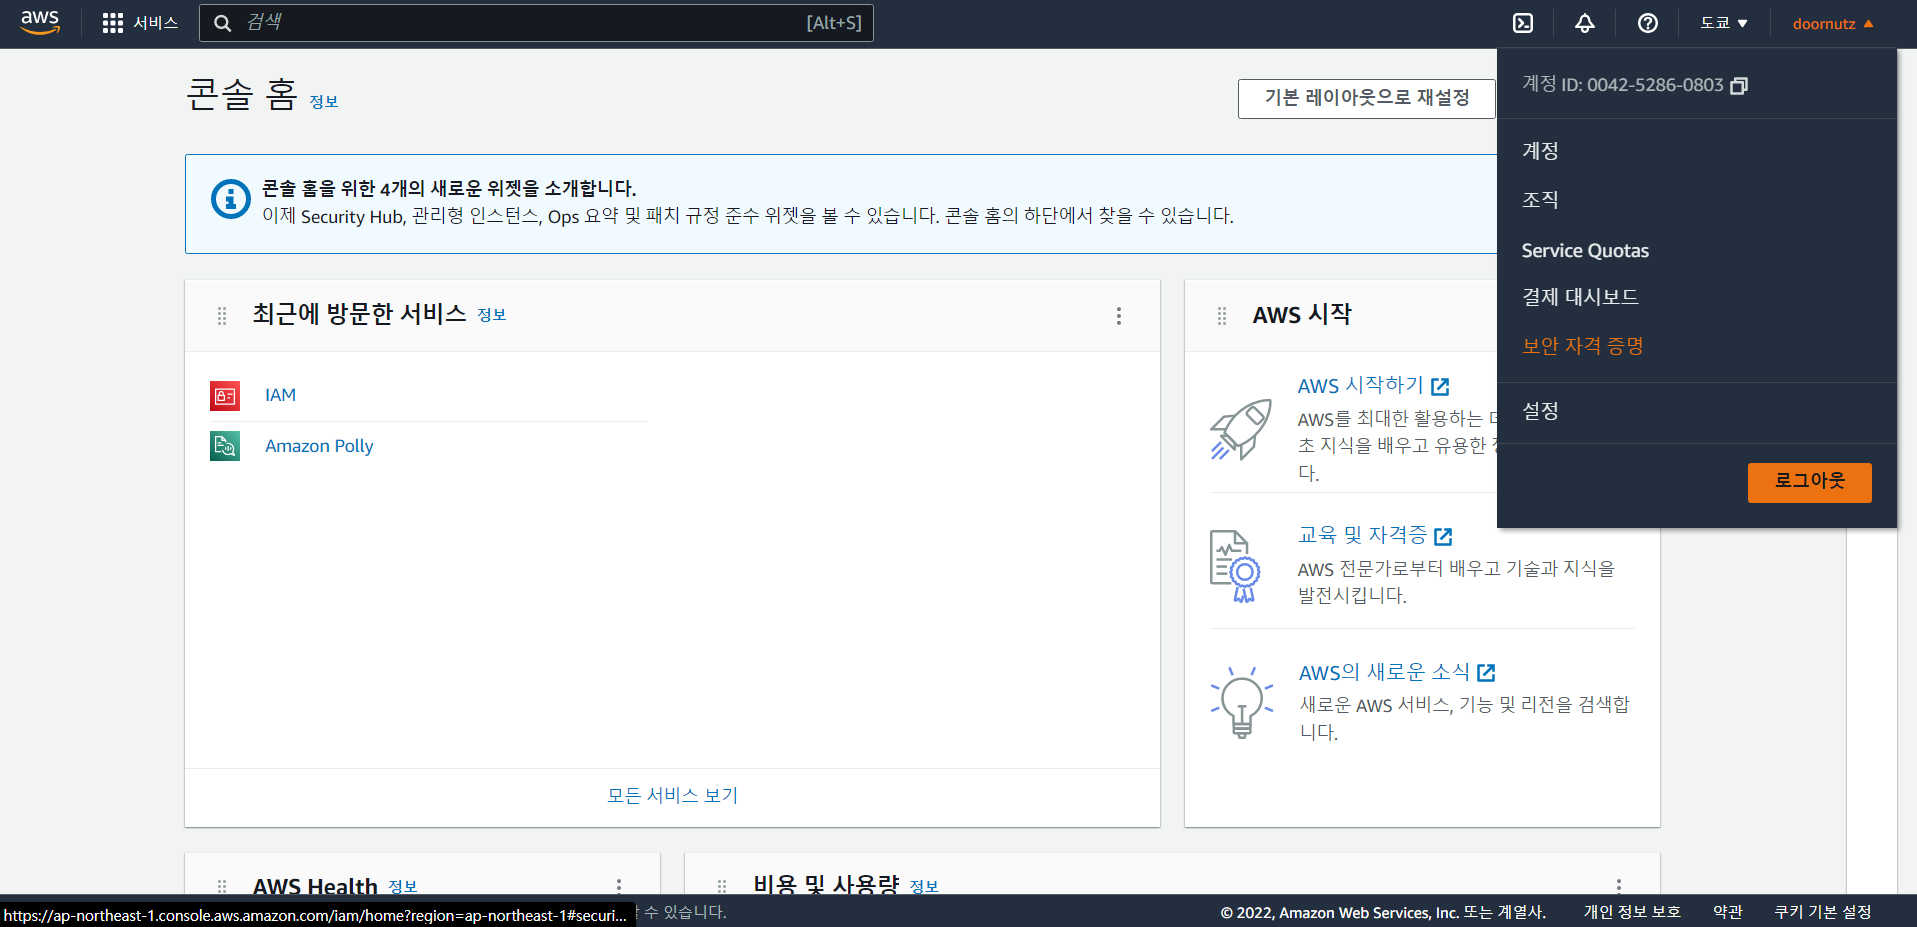 aws
서비스
검색
[Alt+S]
도쿄 ▼
doornutz ▲
콘솔 홈 정보
기본 레이아웃으로 재설정
계정 ID: 0042-5286-0803
계정
조직
Service Quotas
결제 대시보드
보안 자격 증명
설정
로그아웃
콘솔 홈을 위한 4개의 새로운 위젯을 소개합니다.
이제 Security Hub, 관리형 인스턴스, Ops 요약 및 패치 규정 준수 위젯을 볼 수 있습니다. 콘솔 홈의 하단에서 찾을 수 있습니다.
최근에 방문한 서비스 정보
IAM
Amazon Polly
모든 서비스 보기
AWS 시작
AWS 시작하기
AWS를 최대한 활용하는
초 지식을 배우고 유용한
다.
교육 및 자격증
AWS 전문가로부터 배우고 기술과 지식을
발전시킵니다.
AWS의 새로운 소식
새로운 AWS 서비스, 기능 및 리전을 검색합
니다.
AWS Health 정보
비용 및 사용량 정보
https://ap-northeast-1.console.aws.amazon.com/iam/home?region=ap-northeast-1#securi...
수 있습니다.
© 2022, Amazon Web Services, Inc. 또는 계열사.
개인 정보 보호
약관
쿠키 기본 설정